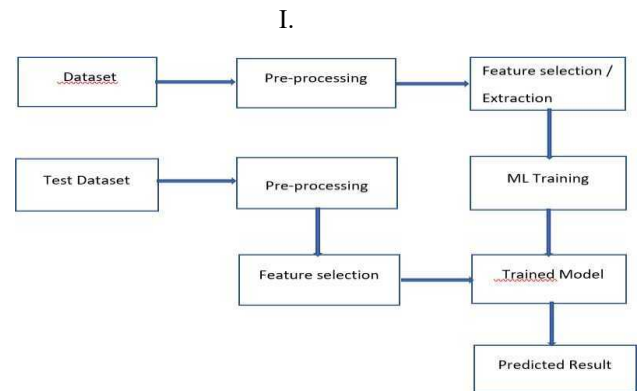 I.
Dataset
Pre-processing
Feature selection /
Extraction
Test Dataset
Pre-processing
ML Training
Feature selection
Trained Model
Predicted Result